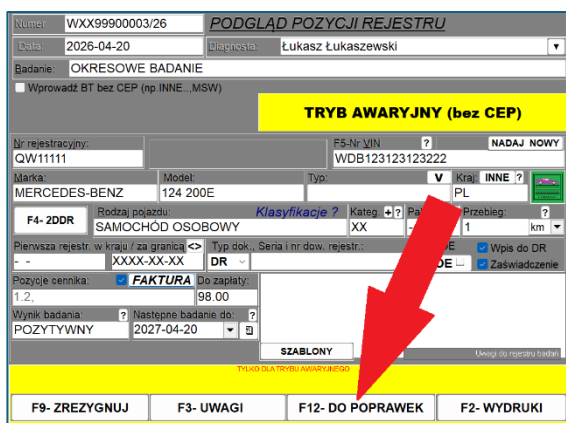 Numer: WXX99900003/26 PODGLĄD POZYCJI REJESTRU
Data: 2026-04-20 Diagnosta: Łukasz Łukaszewski
Badanie: OKRESOWE BADANIE
Wprowadź BT bez CEP (np.INNE..,MSW)
TRYB AWARYJNY (bez CEP)
Nr rejestracyjny: F5-Nr VIN ? NADAJ NOWY
QW11111 WDB123123123222
Marka: Model: Typ: V Kraj: INNE ?
MERCEDES-BENZ 124 200E PL
F4- 2DDR Rodzaj pojazdu: Klasyfikacje ? Kateg. + ? Przebieg: ?
SAMOCHÓD OSOBOWY XX - 1 km
Pierwsza rejestr. w kraju / za granicą <> Typ dok., Seria i nr dow. rejestr.: DE Wpis do DR
- - XXXX-XX-XX DR DE Zaświadczenie
Pozycje cennika: FAKTURA Do zapłaty:
1.2, 98.00
Wynik badania: ? Następne badanie do: ?
POZYTYWNY 2027-04-20
SZABLONY Uwagi do rejestru badań
TYLKO DLA TRYBU AWARYJNEGO
F9- ZREZYGNUJ F3- UWAGI F12- DO POPRAWEK F2- WYDRUKI